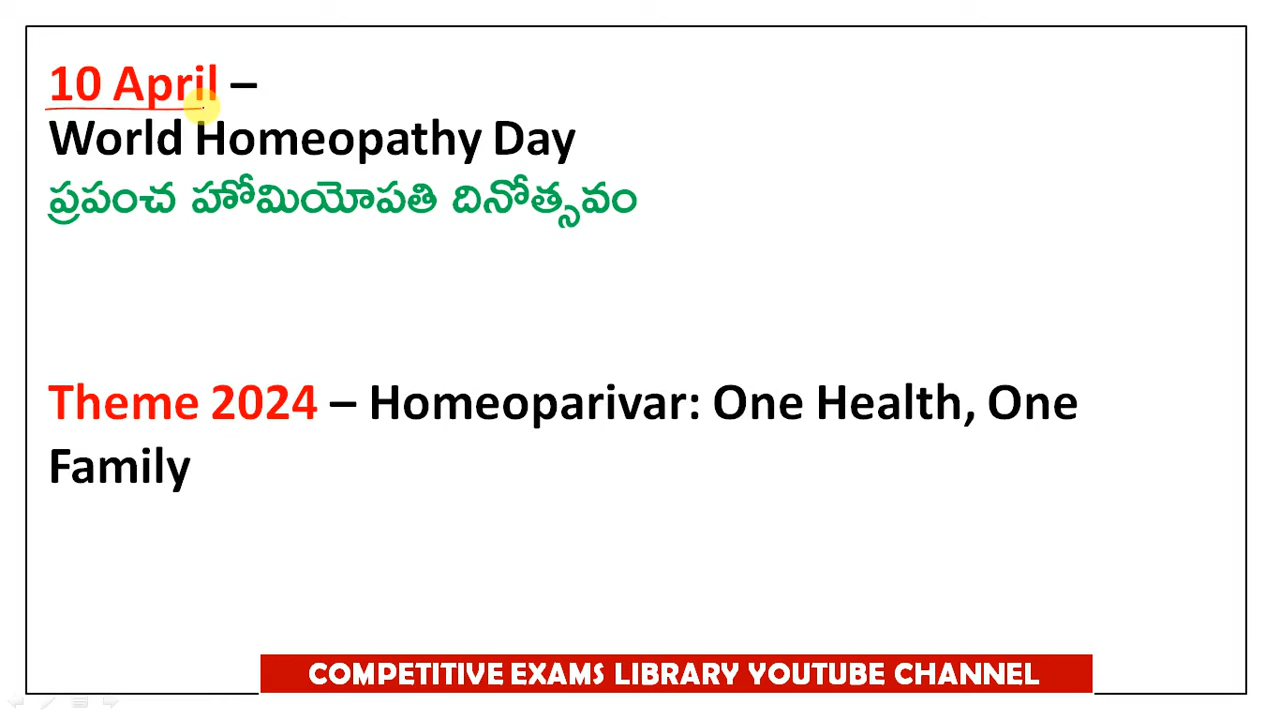 10 April –
World Homeopathy Day
ప్రపంచ హోమియోపతి దినోత్సవం
Theme 2024 – Homeoparivar: One Health, One
Family
COMPETITIVE EXAMS LIBRARY YOUTUBE CHANNEL